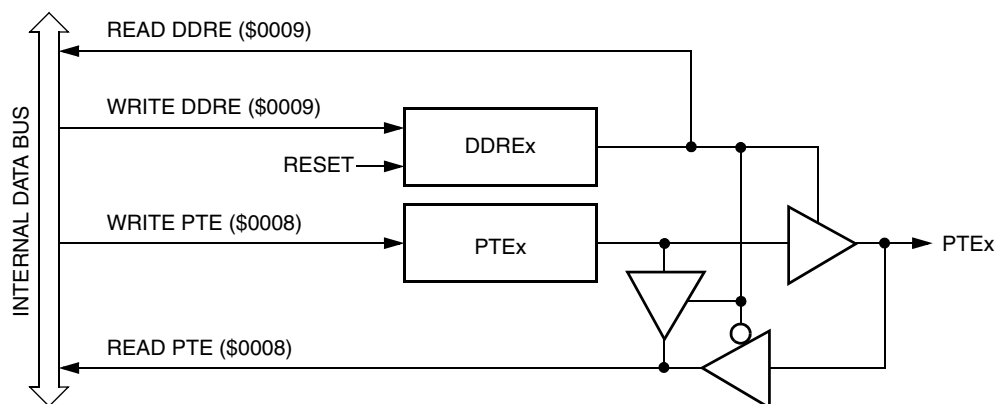 READ DDRE ($0009)
WRITE DDRE ($0009)
DDREx
RESET
WRITE PTE ($0008)
PTEx
PTEx
READ PTE ($0008)
INTERNAL DATA BUS